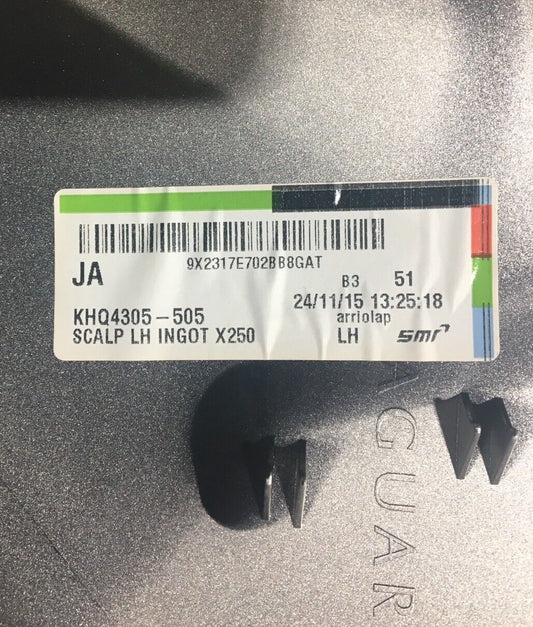 9X2317E702BB8GAT
JA
B3 51
24/11/15 13:25:18
KHQ4305-505
arriolap
SCALP LH INGOT X250
LH smr
AGUAR